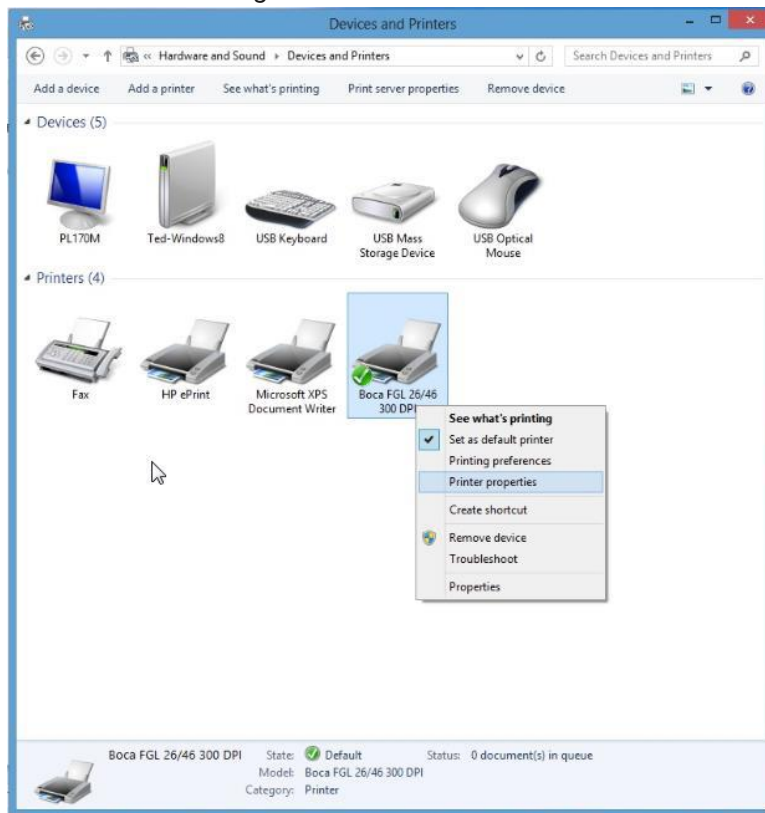 Devices and Printers
« Hardware and Sound ▸ Devices and Printers
Search Devices and Printers
Add a device Add a printer See what's printing Print server properties Remove device
Devices (5)
PL170M
Ted-Windows8
USB Keyboard
USB Mass
Storage Device
USB Optical
Mouse
Printers (4)
Fax
HP ePrint
Microsoft XPS
Document Writer
Boca FGL 26/46
300 DPI
See what's printing
Set as default printer
Printing preferences
Printer properties
Create shortcut
Remove device
Troubleshoot
Properties
Boca FGL 26/46 300 DPI State: Default Status: 0 document(s) in queue
Model: Boca FGL 26/46 300 DPI
Category: Printer